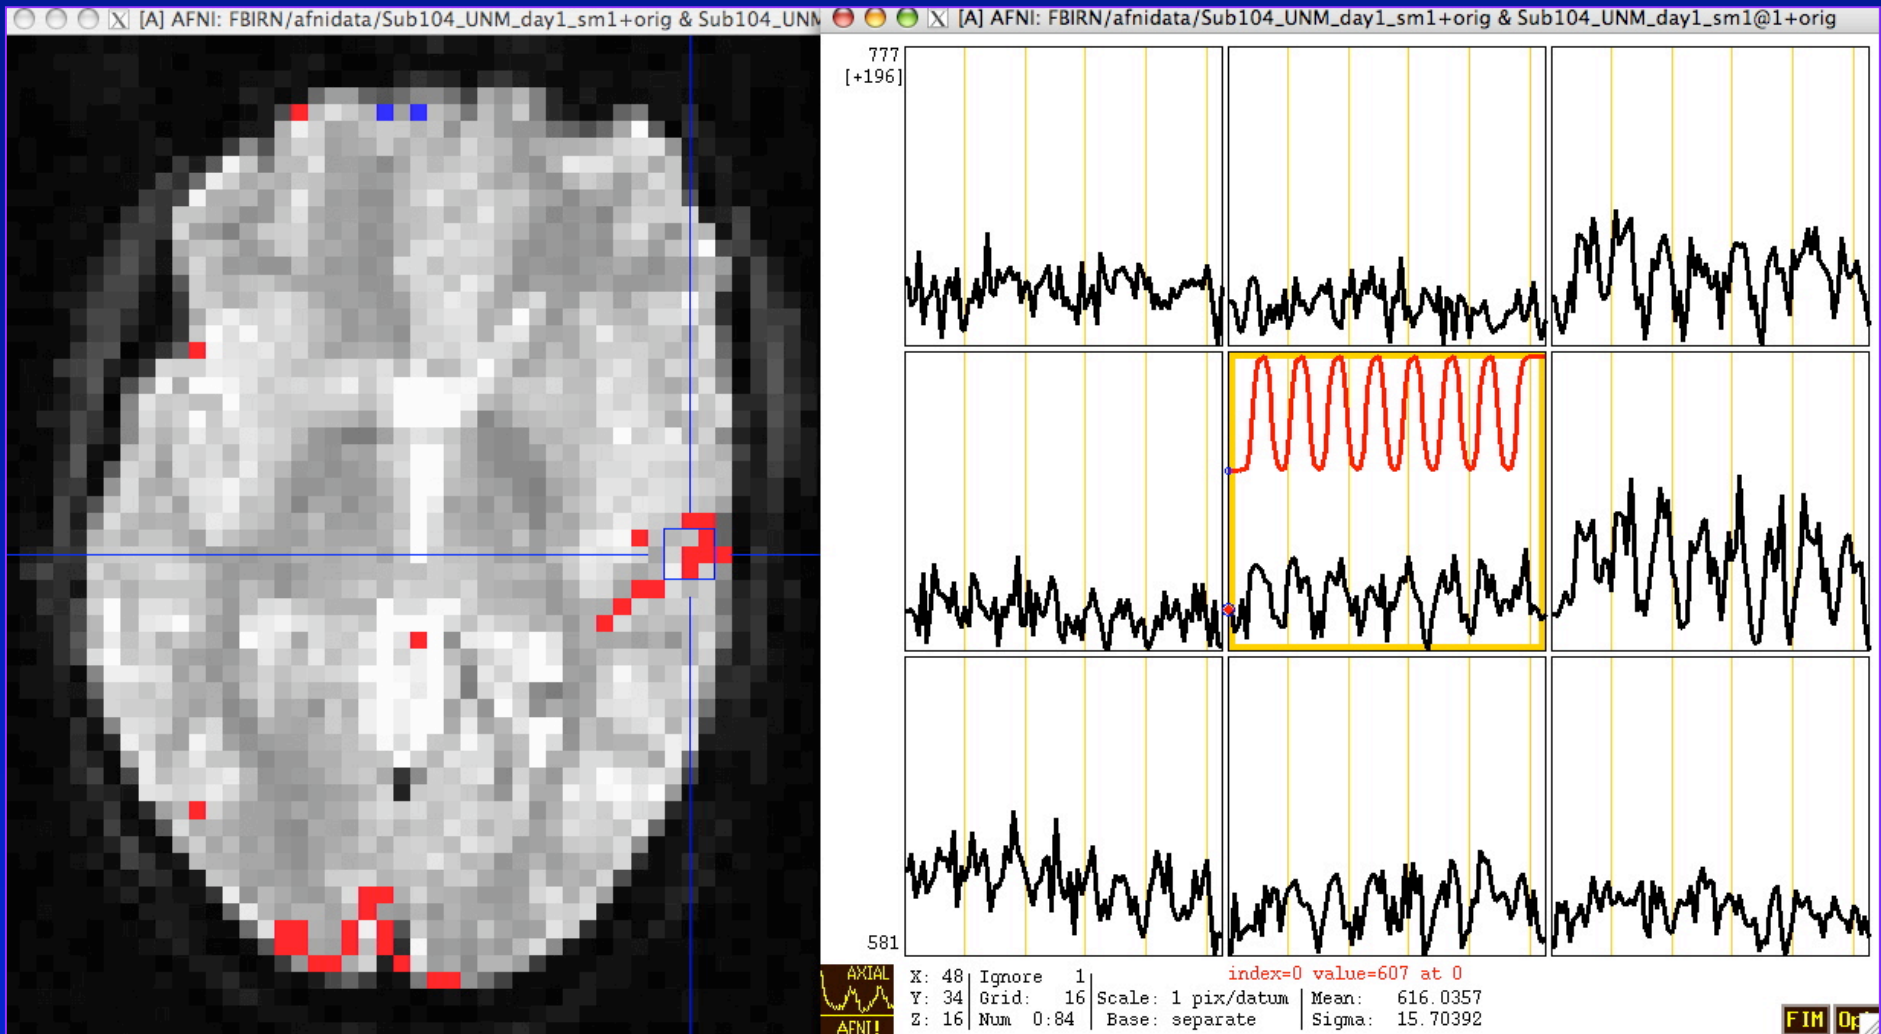 [A] AFNI: FBIRN/afnidata/Sub104_UNM_day1_sm1+orig & Sub104_UNM
[A] AFNI: FBIRN/afnidata/Sub104_UNM_day1_sm1+orig & Sub104_UNM_day1_sm1@1+orig
777
[+196]
581
AXIAL
AFNI!
X: 48 Ignore 1
Y: 34 Grid: 16 Scale: 1 pix/datum Mean: 616.0357
Z: 16 Num 0:84 Base: separate Sigma: 15.70392
index=0 value=607 at 0
FIM
Op